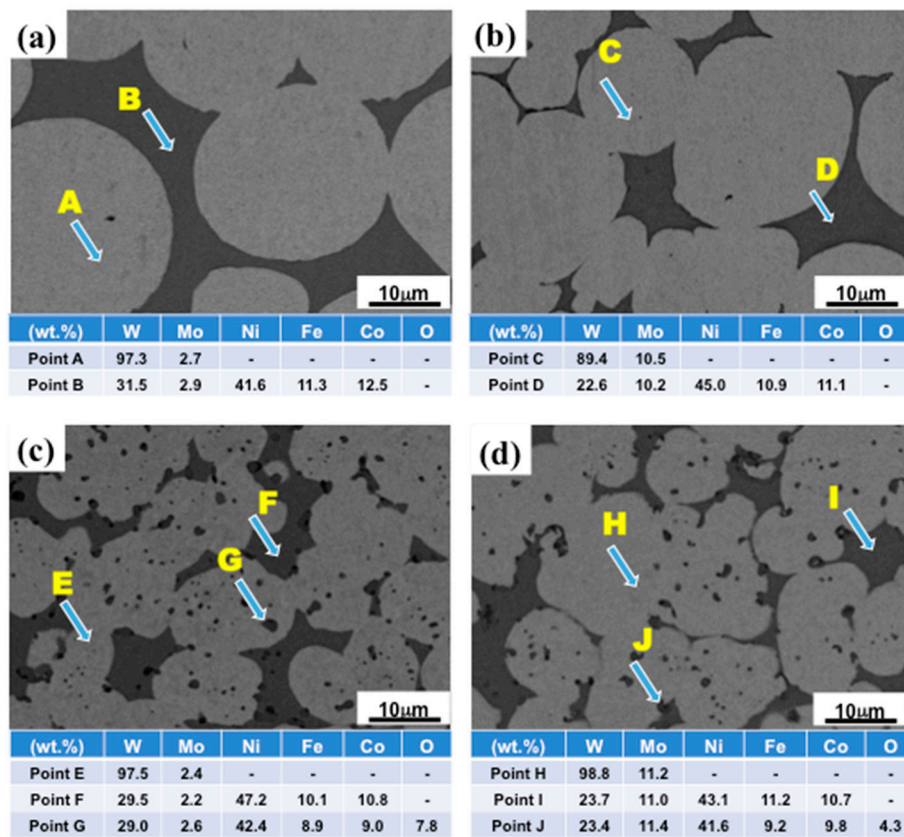 (a)
B
A
10μm
(wt.%) W Mo Ni Fe Co O
Point A 97.3 2.7 - - - -
Point B 31.5 2.9 41.6 11.3 12.5 -
(b)
C
D
10μm
(wt.%) W Mo Ni Fe Co O
Point C 89.4 10.5 - - - -
Point D 22.6 10.2 45.0 10.9 11.1 -
(c)
F
G
E
10μm
(wt.%) W Mo Ni Fe Co O
Point E 97.5 2.4 - - - -
Point F 29.5 2.2 47.2 10.1 10.8 -
Point G 29.0 2.6 42.4 8.9 9.0 7.8
(d)
I
H
J
10μm
(wt.%) W Mo Ni Fe Co O
Point H 98.8 11.2 - - - -
Point I 23.7 11.0 43.1 11.2 10.7 -
Point J 23.4 11.4 41.6 9.2 9.8 4.3